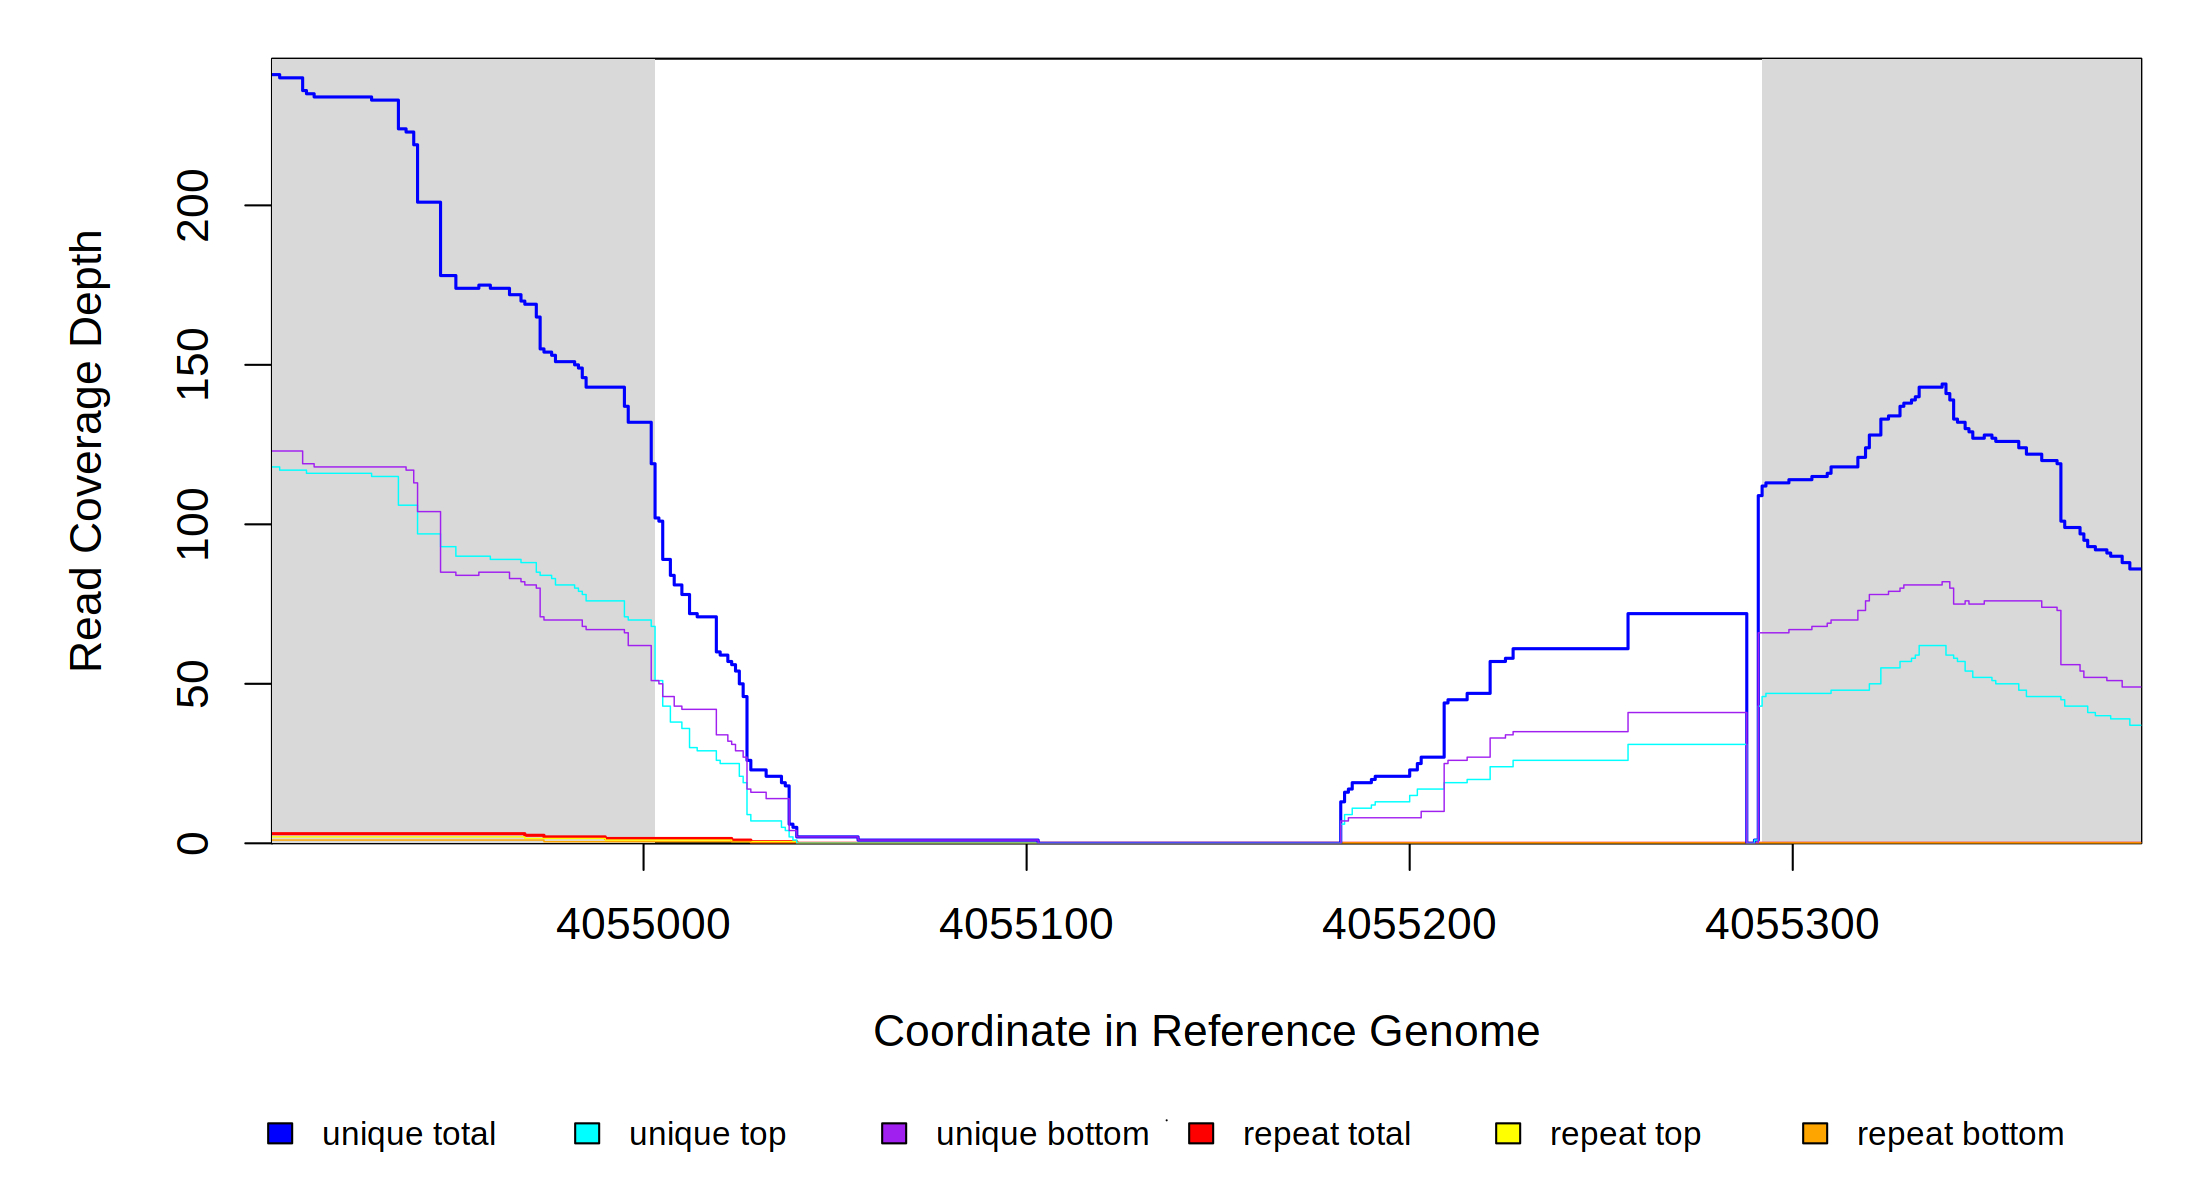 Read Coverage Depth
200
150
100
50
0
4055000 4055100 4055200 4055300
Coordinate in Reference Genome
unique total unique top unique bottom repeat total repeat top repeat bottom